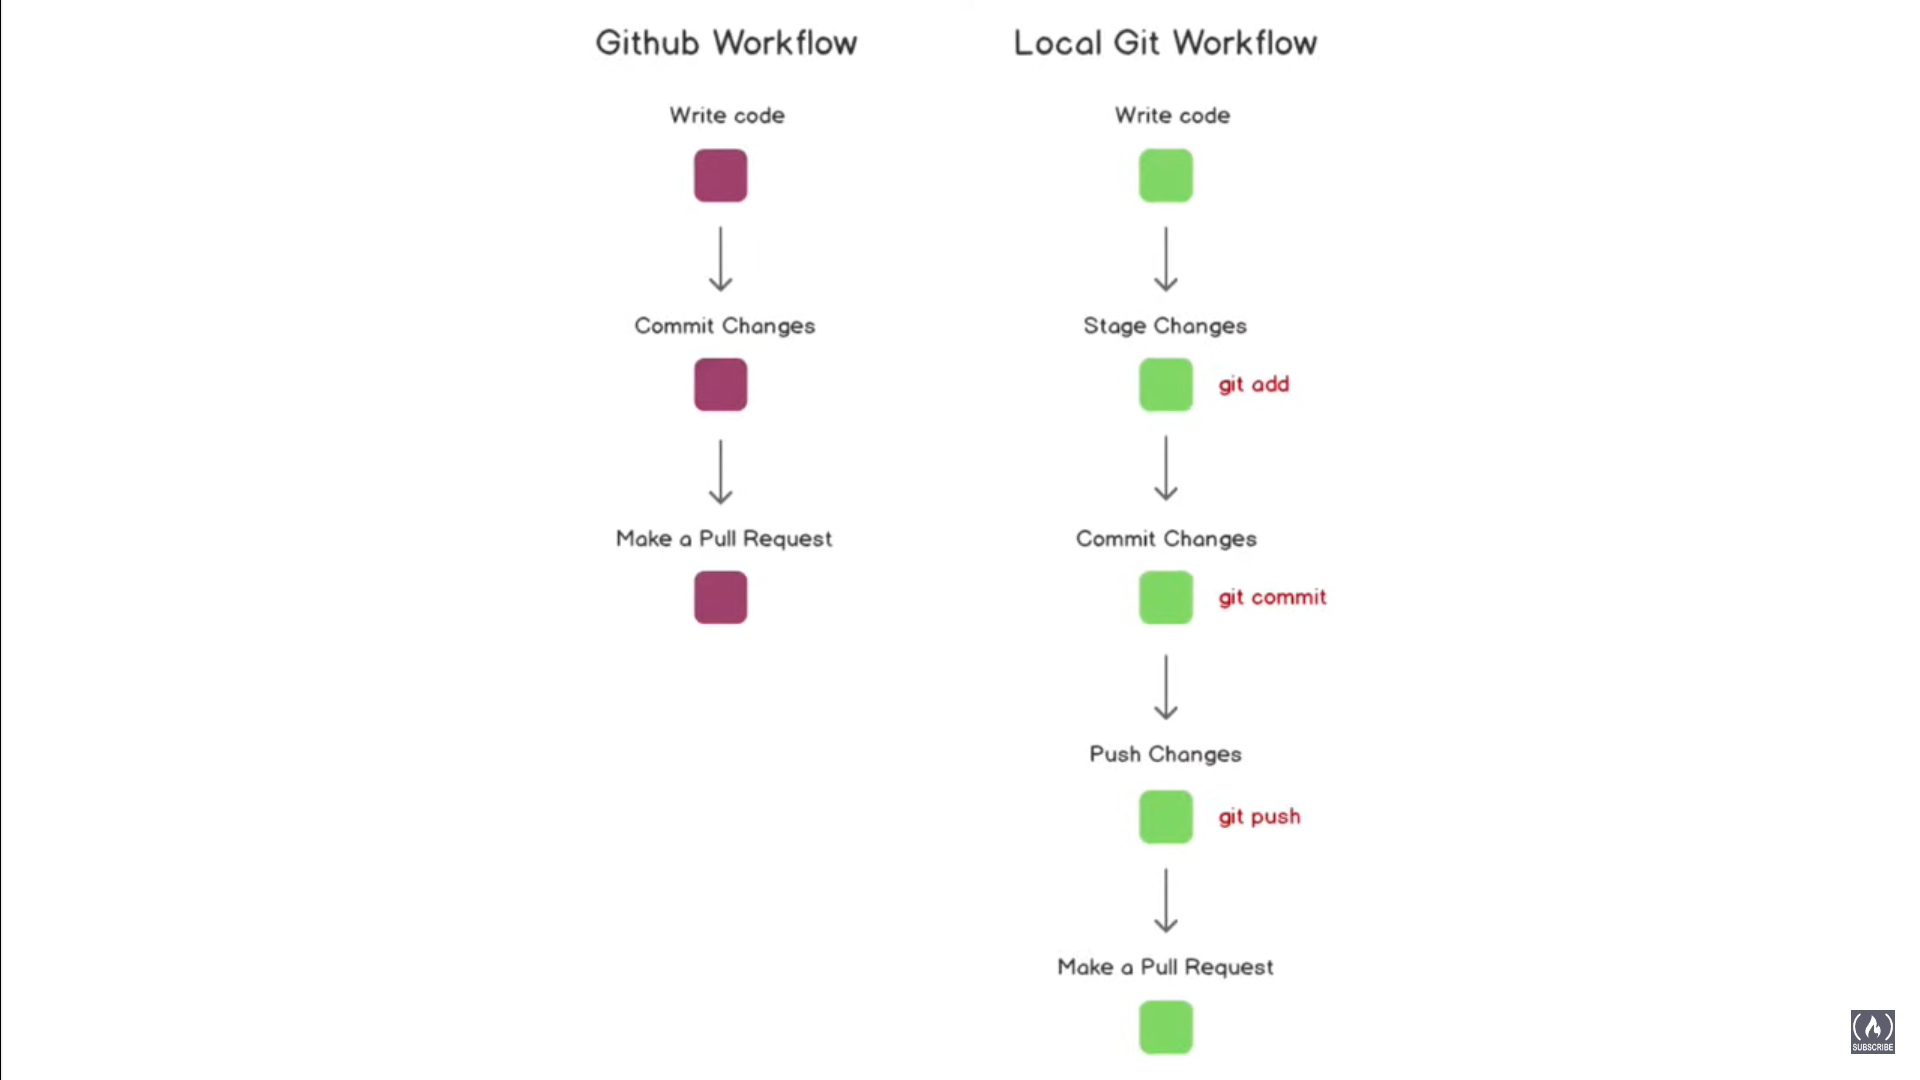 Github Workflow
Write code
Commit Changes
Make a Pull Request
Local Git Workflow
Write code
Stage Changes
git add
Commit Changes
git commit
Push Changes
git push
Make a Pull Request
SUBSCRIBE